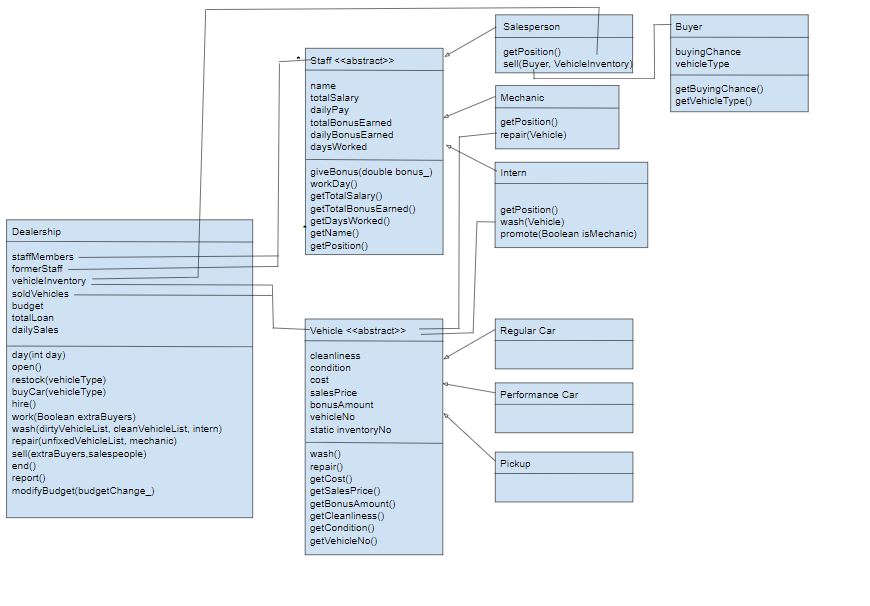 Dealership
staffMembers
formerStaff
vehicleInventory
soldVehicles
budget
totalLoan
dailySales
day(int day)
open()
restock(vehicleType)
buyCar(vehicleType)
hire()
work(Boolean extraBuyers)
wash(dirtyVehicleList, cleanVehicleList, intern)
repair(unfixedVehicleList, mechanic)
sell(extraBuyers,salespeople)
end()
report()
modifyBudget(budgetChange_)
Staff <<abstract>>
name
totalSalary
dailyPay
totalBonusEarned
dailyBonusEarned
daysWorked
giveBonus(double bonus_)
workDay()
getTotalSalary()
getTotalBonusEarned()
getDaysWorked()
getName()
getPosition()
Vehicle <<abstract>>
cleanliness
condition
cost
salesPrice
bonusAmount
vehicleNo
static inventoryNo
wash()
repair()
getCost()
getSalesPrice()
getBonusAmount()
getCleanliness()
getCondition()
getVehicleNo()
Salesperson
getPosition()
sell(Buyer, VehicleInventory)
Mechanic
getPosition()
repair(Vehicle)
Intern
getPosition()
wash(Vehicle)
promote(Boolean isMechanic)
Regular Car
Performance Car
Pickup
Buyer
buyingChance
vehicleType
getBuyingChance()
getVehicleType()